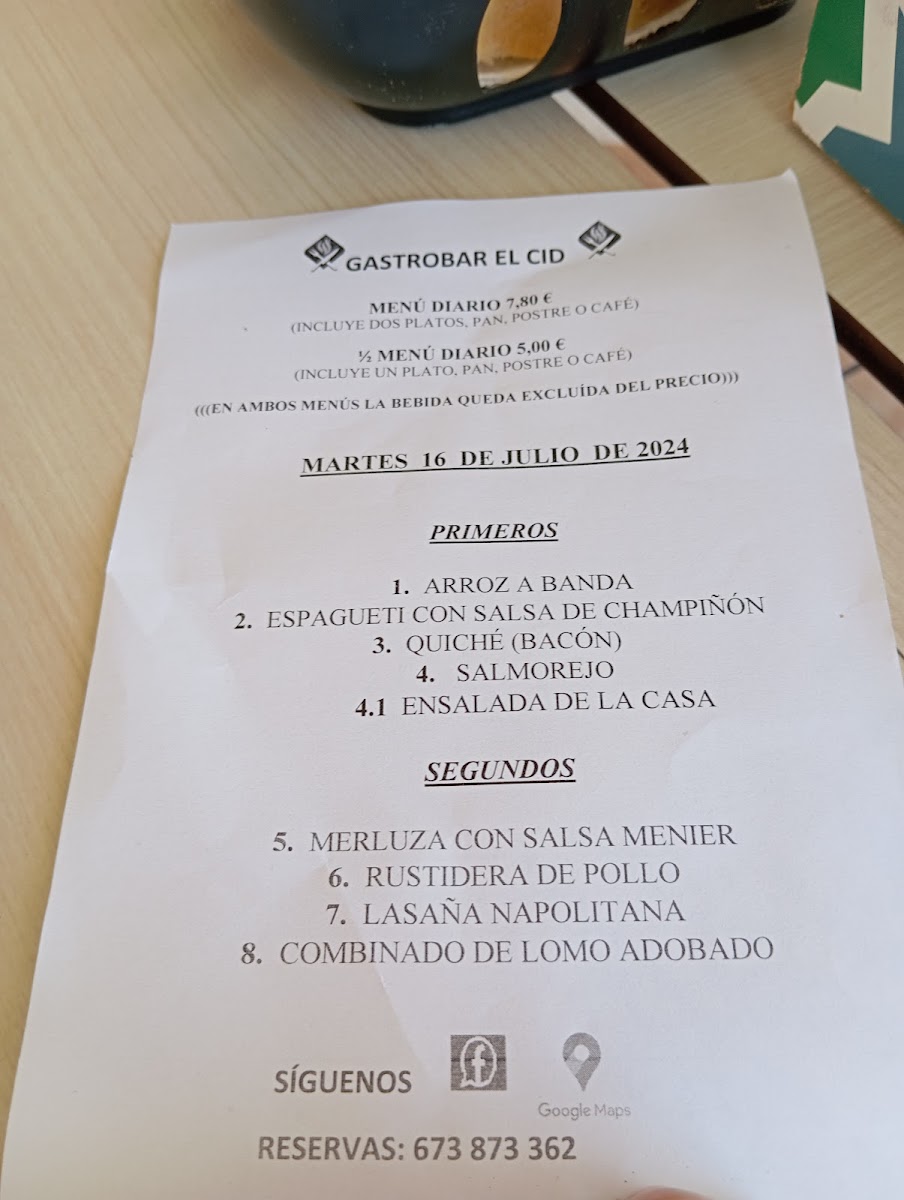 GASTROBAR EL CID
MENÚ DIARIO 7,80 €
(INCLUYE DOS PLATOS, PAN, POSTRE O CAFÉ)
½ MENÚ DIARIO 5,00 €
(INCLUYE UN PLATO, PAN, POSTRE O CAFÉ)
(((EN AMBOS MENÚS LA BEBIDA QUEDA EXCLUÍDA DEL PRECIO)))
MARTES 16 DE JULIO DE 2024
PRIMEROS
1. ARROZ A BANDA
2. ESPAGUETI CON SALSA DE CHAMPIÑÓN
3. QUICHÉ (BACÓN)
4. SALMOREJO
4.1 ENSALADA DE LA CASA
SEGUNDOS
5. MERLUZA CON SALSA MENIER
6. RUSTIDERA DE POLLO
7. LASAÑA NAPOLITANA
8. COMBINADO DE LOMO ADOBADO
SÍGUENOS
Google Maps
RESERVAS: 673 873 362